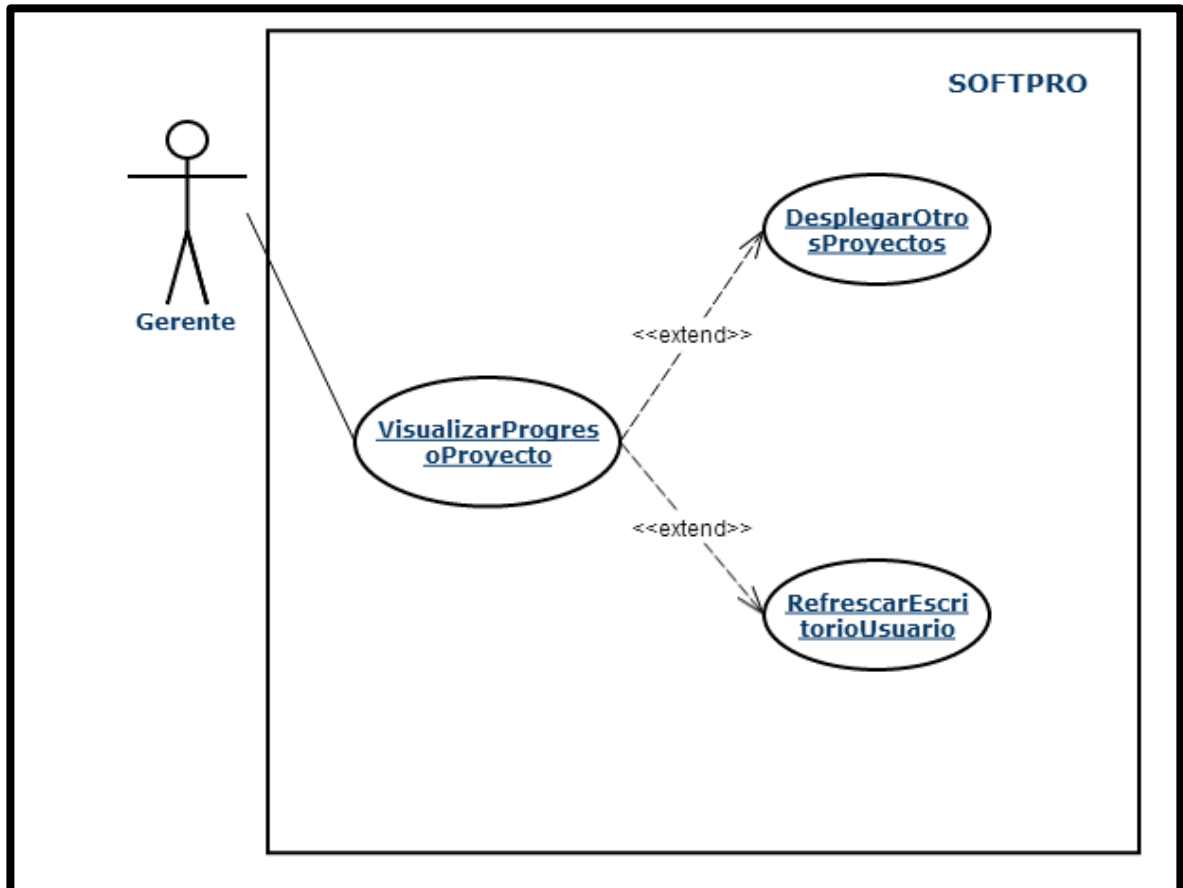 SOFTPRO
Gerente
DesplegarOtro
sProyectos
<<extend>>
VisualizarProgres
oProyecto
<<extend>>
RefrescarEscri
torioUsuario